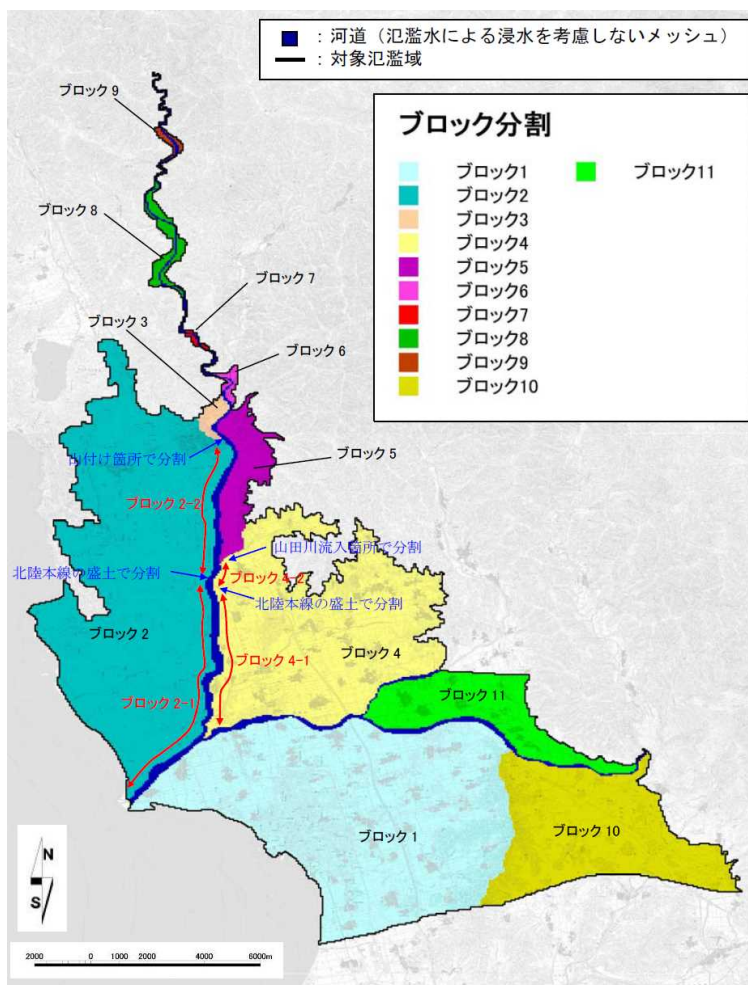 ：河道（氾濫水による浸水を考慮しないメッシュ）
：対象氾濫域
ブロック分割
ブロック1
ブロック2
ブロック3
ブロック4
ブロック5
ブロック6
ブロック7
ブロック8
ブロック9
ブロック10
ブロック11
ブロック 9
ブロック 8
ブロック 7
ブロック 3
ブロック 6
ブロック 5
山付け箇所で分割
ブロック 2-2
山田川流入箇所で分割
北陸本線の盛土で分割
ブロック 4-2
北陸本線の盛土で分割
ブロック 2
ブロック 4-1
ブロック 4
ブロック 2-1
ブロック 11
ブロック 1
ブロック 10
N
S
2000 0 1000 2000 4000 6000m